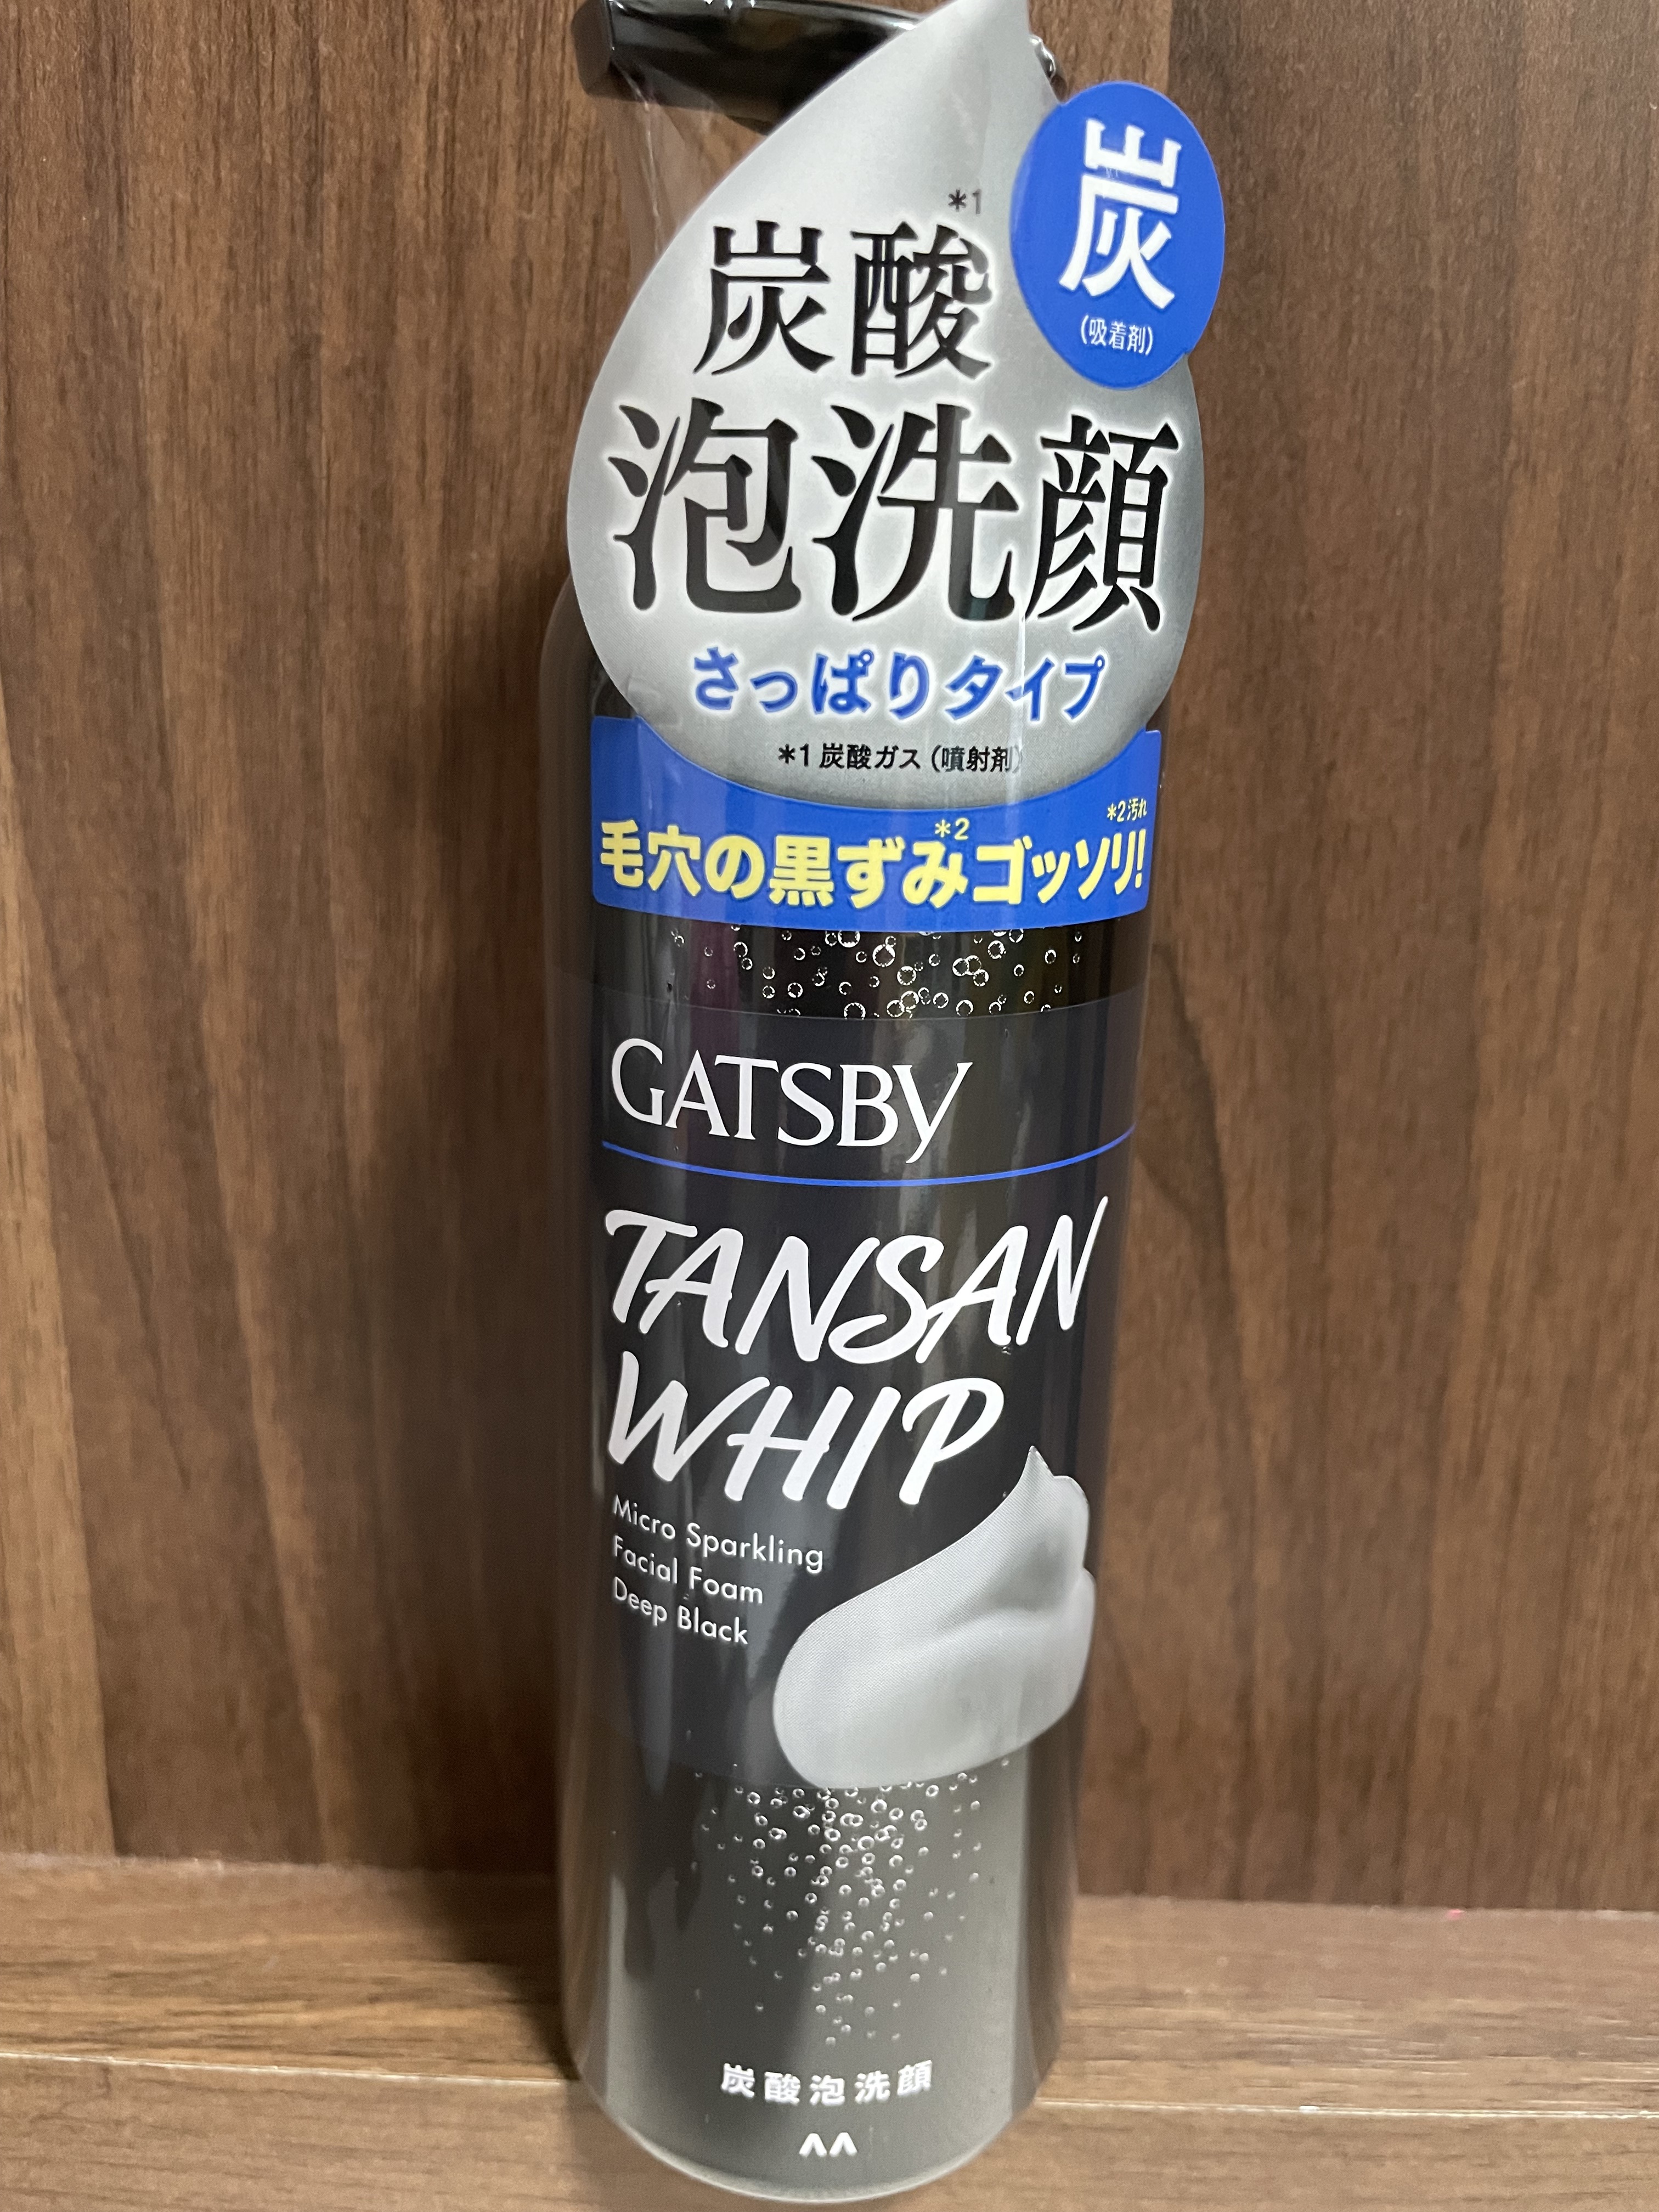 炭
(吸着剤)
*1
炭酸
泡洗顔
さっぱりタイプ
*1 炭酸ガス (噴射剤)
*2汚れ
*2
毛穴の黒ずみゴッソリ!
GATSBY
TANSAN
WHIP
Micro Sparkling
Facial Foam
Deep Black
炭酸泡洗顔